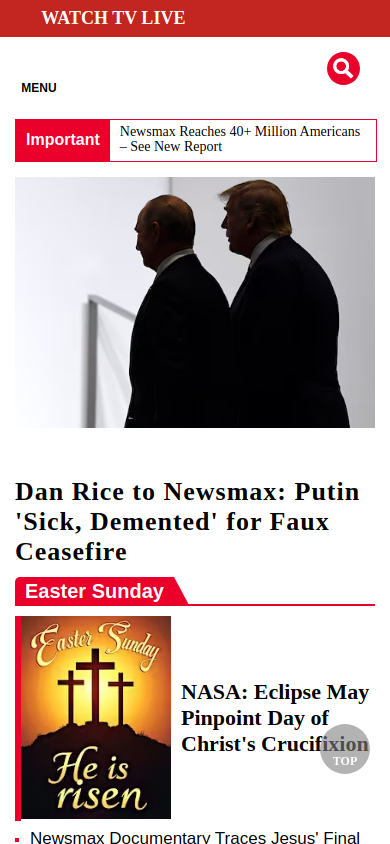 WATCH TV LIVE
MENU
Important
Newsmax Reaches 40+ Million Americans
– See New Report
Dan Rice to Newsmax: Putin
'Sick, Demented' for Faux
Ceasefire
Easter Sunday
Easter Sunday
He is
risen
NASA: Eclipse May
Pinpoint Day of
Christ's Crucifixion
TOP
Newsmax Documentary Traces Jesus' Final